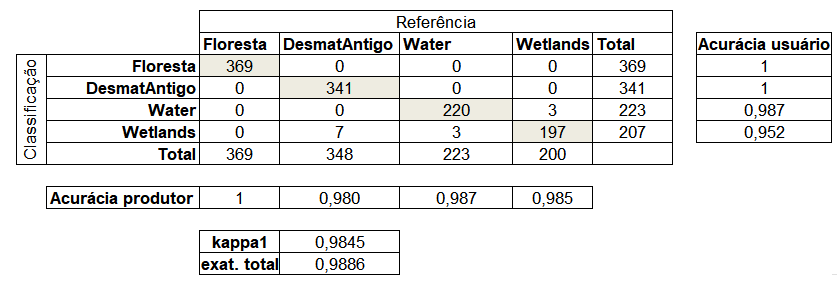 Referência
Floresta DesmatAntigo Water Wetlands Total Acurácia usuário
Classificação
Floresta 369 0 0 0 369 1
DesmatAntigo 0 341 0 0 341 1
Water 0 0 220 3 223 0,987
Wetlands 0 7 3 197 207 0,952
Total 369 348 223 200
Acurácia produtor 1 0,980 0,987 0,985
kappa1 0,9845
exat. total 0,9886